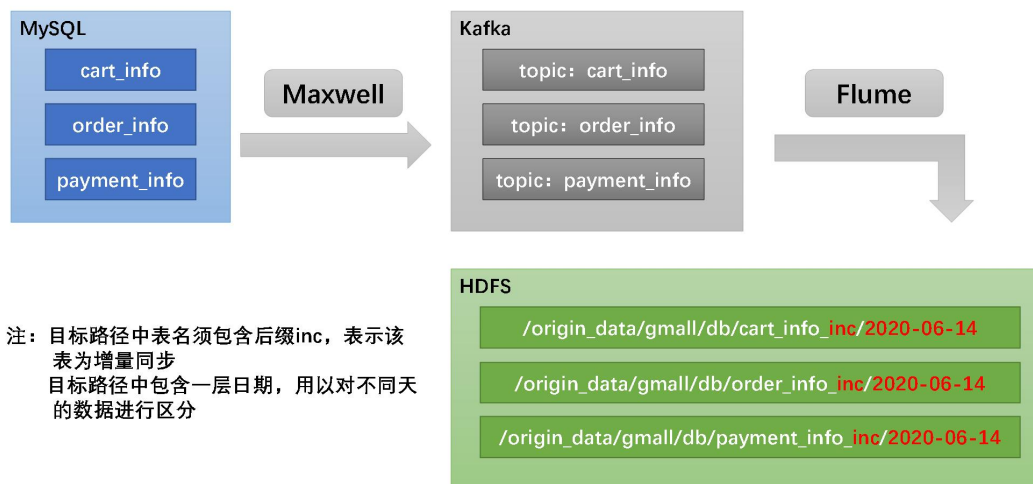 MySQL
cart_info
order_info
payment_info
Maxwell
Kafka
topic：cart_info
topic：order_info
topic：payment_info
Flume
HDFS
/origin_data/gmall/db/cart_info_inc/2020-06-14
/origin_data/gmall/db/order_info_inc/2020-06-14
/origin_data/gmall/db/payment_info_inc/2020-06-14
注：目标路径中表名须包含后缀inc，表示该
表为增量同步
目标路径中包含一层日期，用以对不同天
的数据进行区分